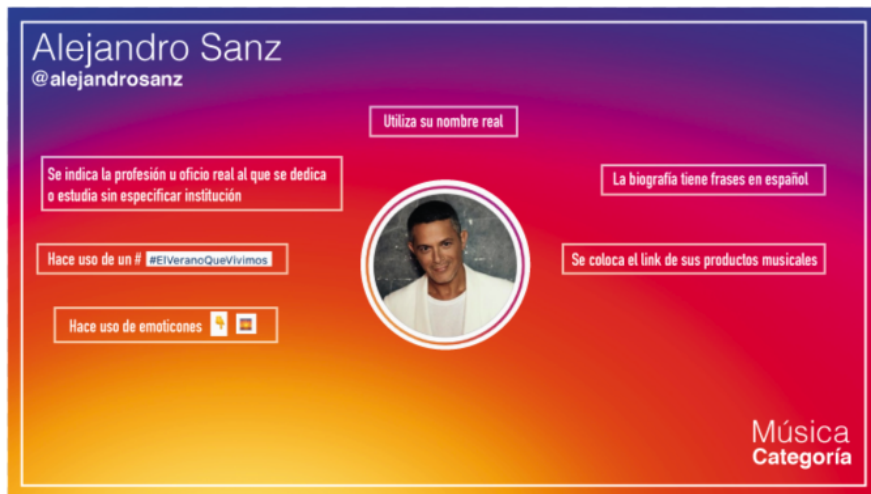 Alejandro Sanz
@alejandrosanz
Utiliza su nombre real
Se indica la profesión u oficio real al que se dedica
o estudia sin especificar institución
La biografía tiene frases en español
Hace uso de un # #ElVeranoQueVivimos
Se coloca el link de sus productos musicales
Hace uso de emoticones 👇 🌇
Música
Categoría